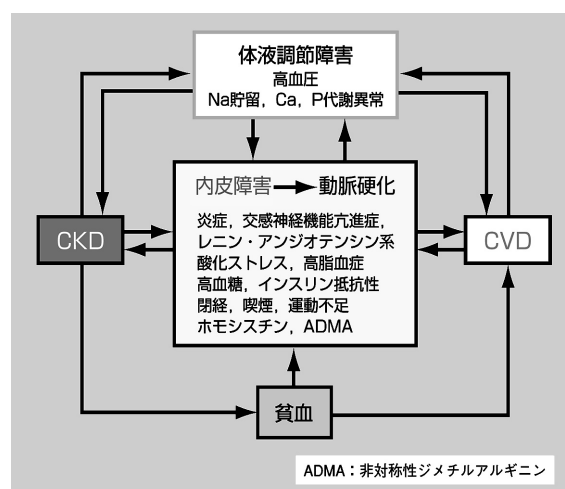 体液調節障害
高血圧
Na貯留，Ca，P代謝異常
内皮障害 → 動脈硬化
炎症，交感神経機能亢進症，
レニン・アンジオテンシン系
酸化ストレス，高脂血症
高血糖，インスリン抵抗性
閉経，喫煙，運動不足
ホモシスチン，ADMA
CKD
CVD
貧血
ADMA：非対称性ジメチルアルギニン